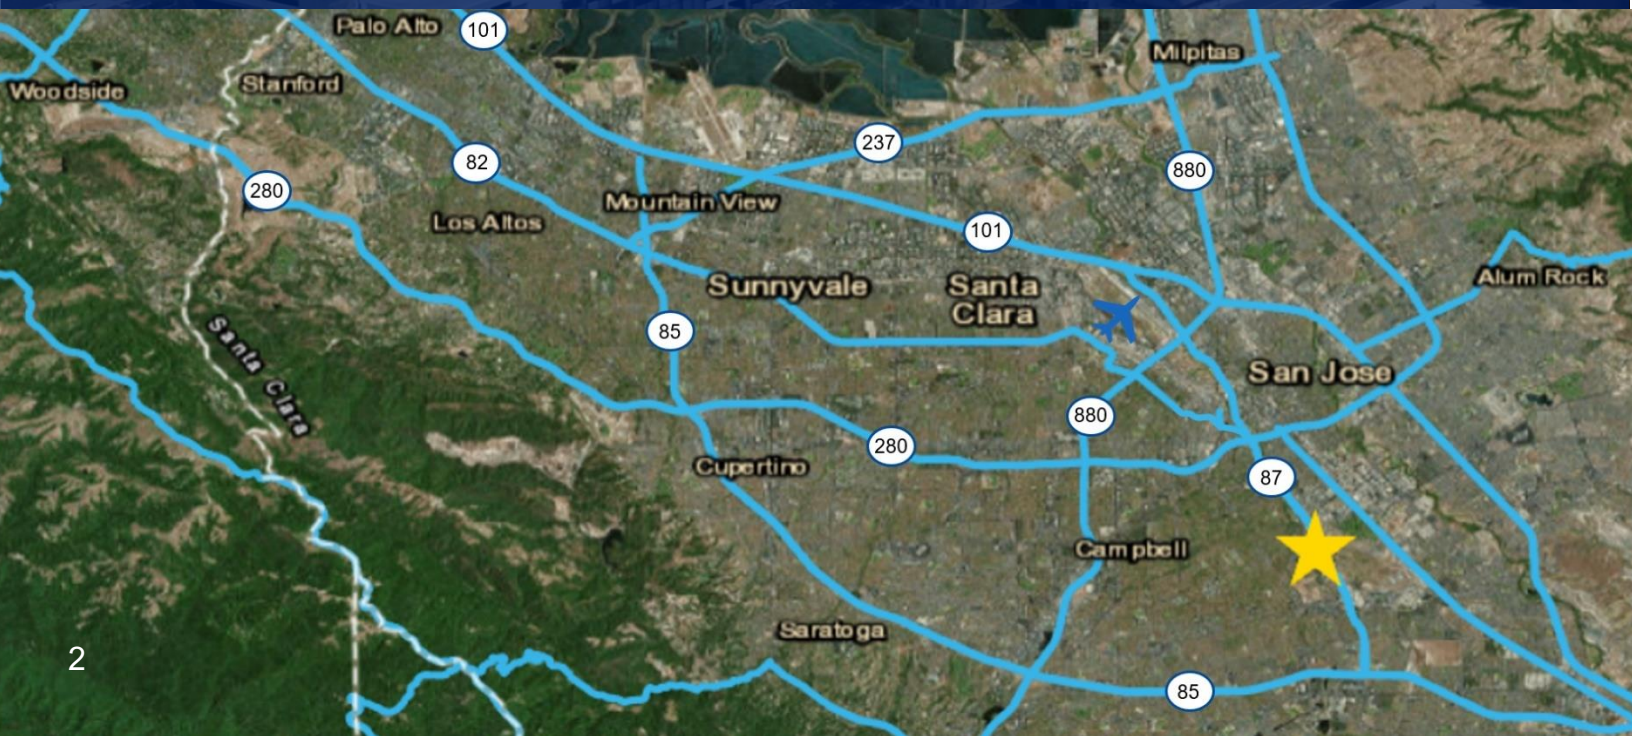 Palo Alto
101
Milpitas
Woodside
Stanford
237
82
880
280
Mountain View
Los Altos
101
Alum Rock
Sunnyvale
Santa
Clara
85
Santa Clara
San Jose
880
280
Cupertino
87
Campbell
Saratoga
2
85